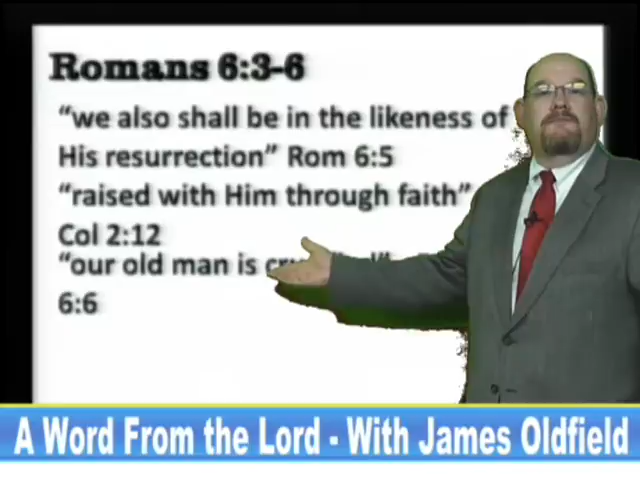 Romans 6:3-6
“we also shall be in the likeness of
His resurrection” Rom 6:5
“raised with Him through faith”
Col 2:12
“our old man is
6:6
A Word From the Lord - With James Oldfield